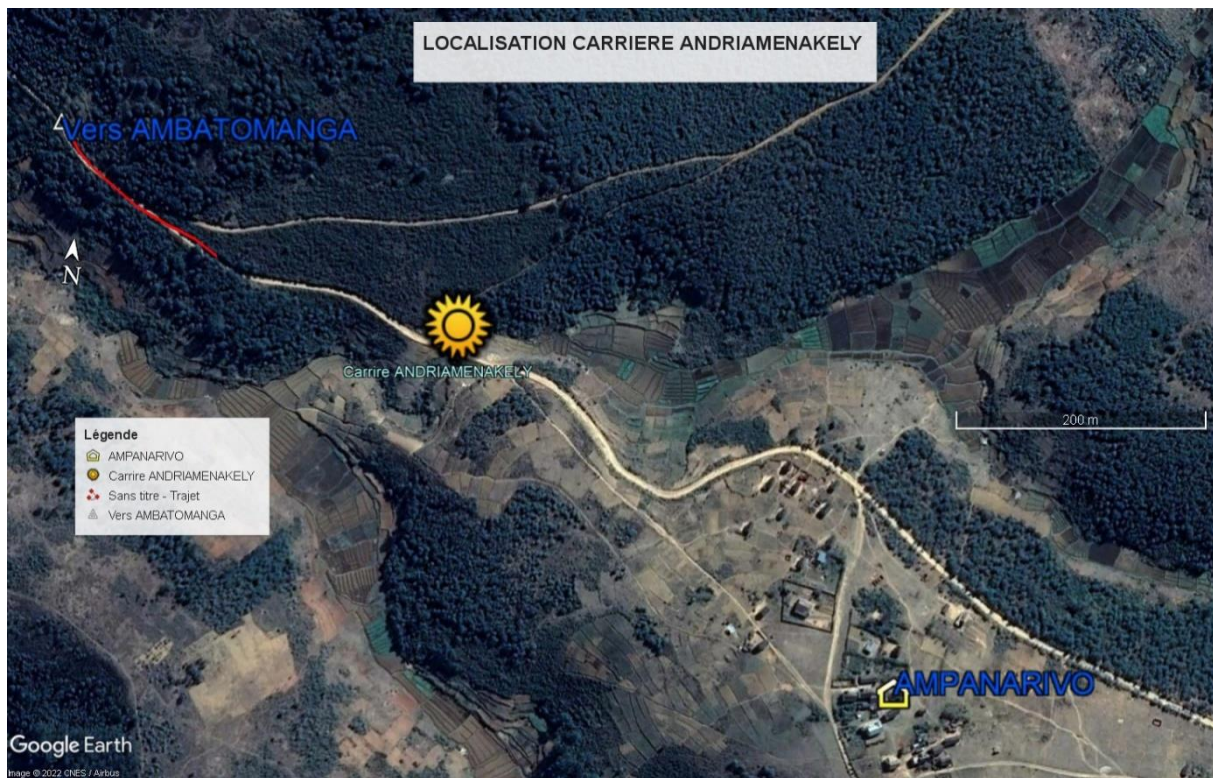 LOCALISATION CARRIERE ANDRIAMENAKELY
Vers AMBATOMANGA
N
Carrire ANDRIAMENAKELY
200 m
Légende
AMPANARIVO
Carrire ANDRIAMENAKELY
Sans titre - Trajet
Vers AMBATOMANGA
AMPANARIVO
Google Earth
Image © 2022 CNES / Airbus